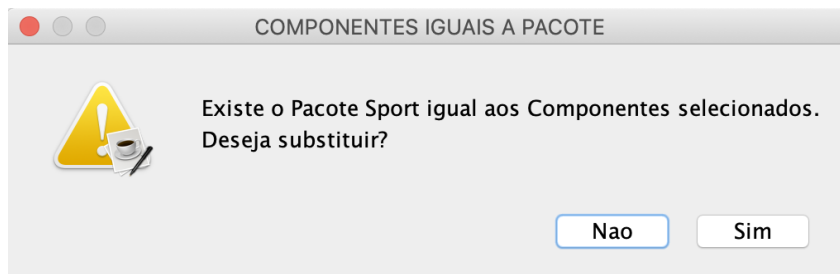 COMPONENTES IGUAIS A PACOTE
Existe o Pacote Sport igual aos Componentes selecionados.
Deseja substituir?
Nao Sim